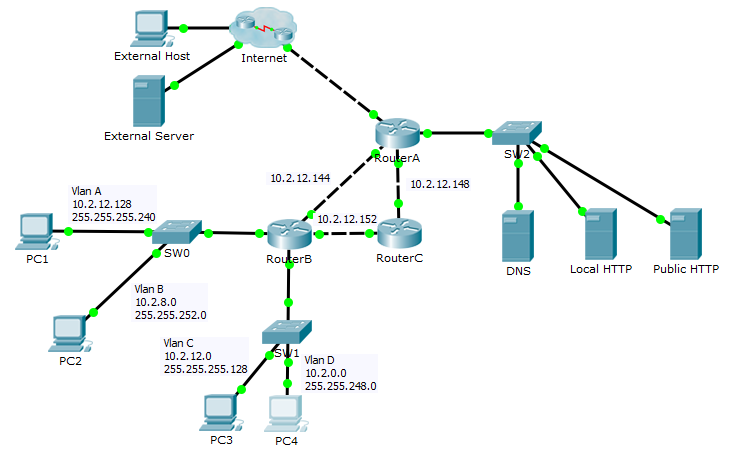 External Host
Internet
External Server
RouterA
SW2
10.2.12.144
10.2.12.148
Vlan A
10.2.12.128
255.255.255.240
10.2.12.152
PC1
SW0
RouterB
RouterC
DNS
Local HTTP
Public HTTP
Vlan B
10.2.8.0
255.255.252.0
PC2
Vlan C
10.2.12.0
255.255.255.128
SW1
Vlan D
10.2.0.0
255.255.248.0
PC3
PC4